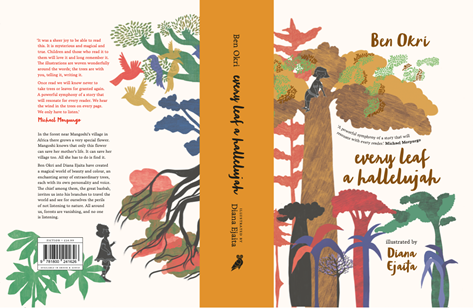 'It was a sheer joy to be able to read
this. It is mysterious and magical and
true. Children and those who read it to
them will love it and long remember it.
The illustrations are woven wonderfully
around the words; the trees are with
you, telling it, writing it.
Once read we will know never to
take trees or leaves for granted again.
A powerful symphony of a story that
will resonate for every reader. We hear
the wind in the trees on every page.
We only have to listen.'
Michael Morpurgo
In the forest near Mangoshi's village in
Africa there grows a very special flower.
Mangoshi knows that only this flower
can save her mother's life. It can save her
village too. All she has to do is find it.
Ben Okri and Diana Ejaita have created
a magical world of beauty and colour, an
enchanting array of extraordinary trees,
each with its own personality and voice.
The chief among them, the great baobab,
invites us into his branches to travel the
world and see for ourselves the perils
of not listening to nature. All around
us, forests are vanishing, and no one
is listening.
Ben Okri
every leaf a hallelujah
ILLUSTRATED BY
Diana Ejaita
Ben Okri
'A powerful symphony of a story that will
resonate with every reader.' Michael Morpurgo
every leaf
a hallelujah
illustrated by
Diana
Ejaita